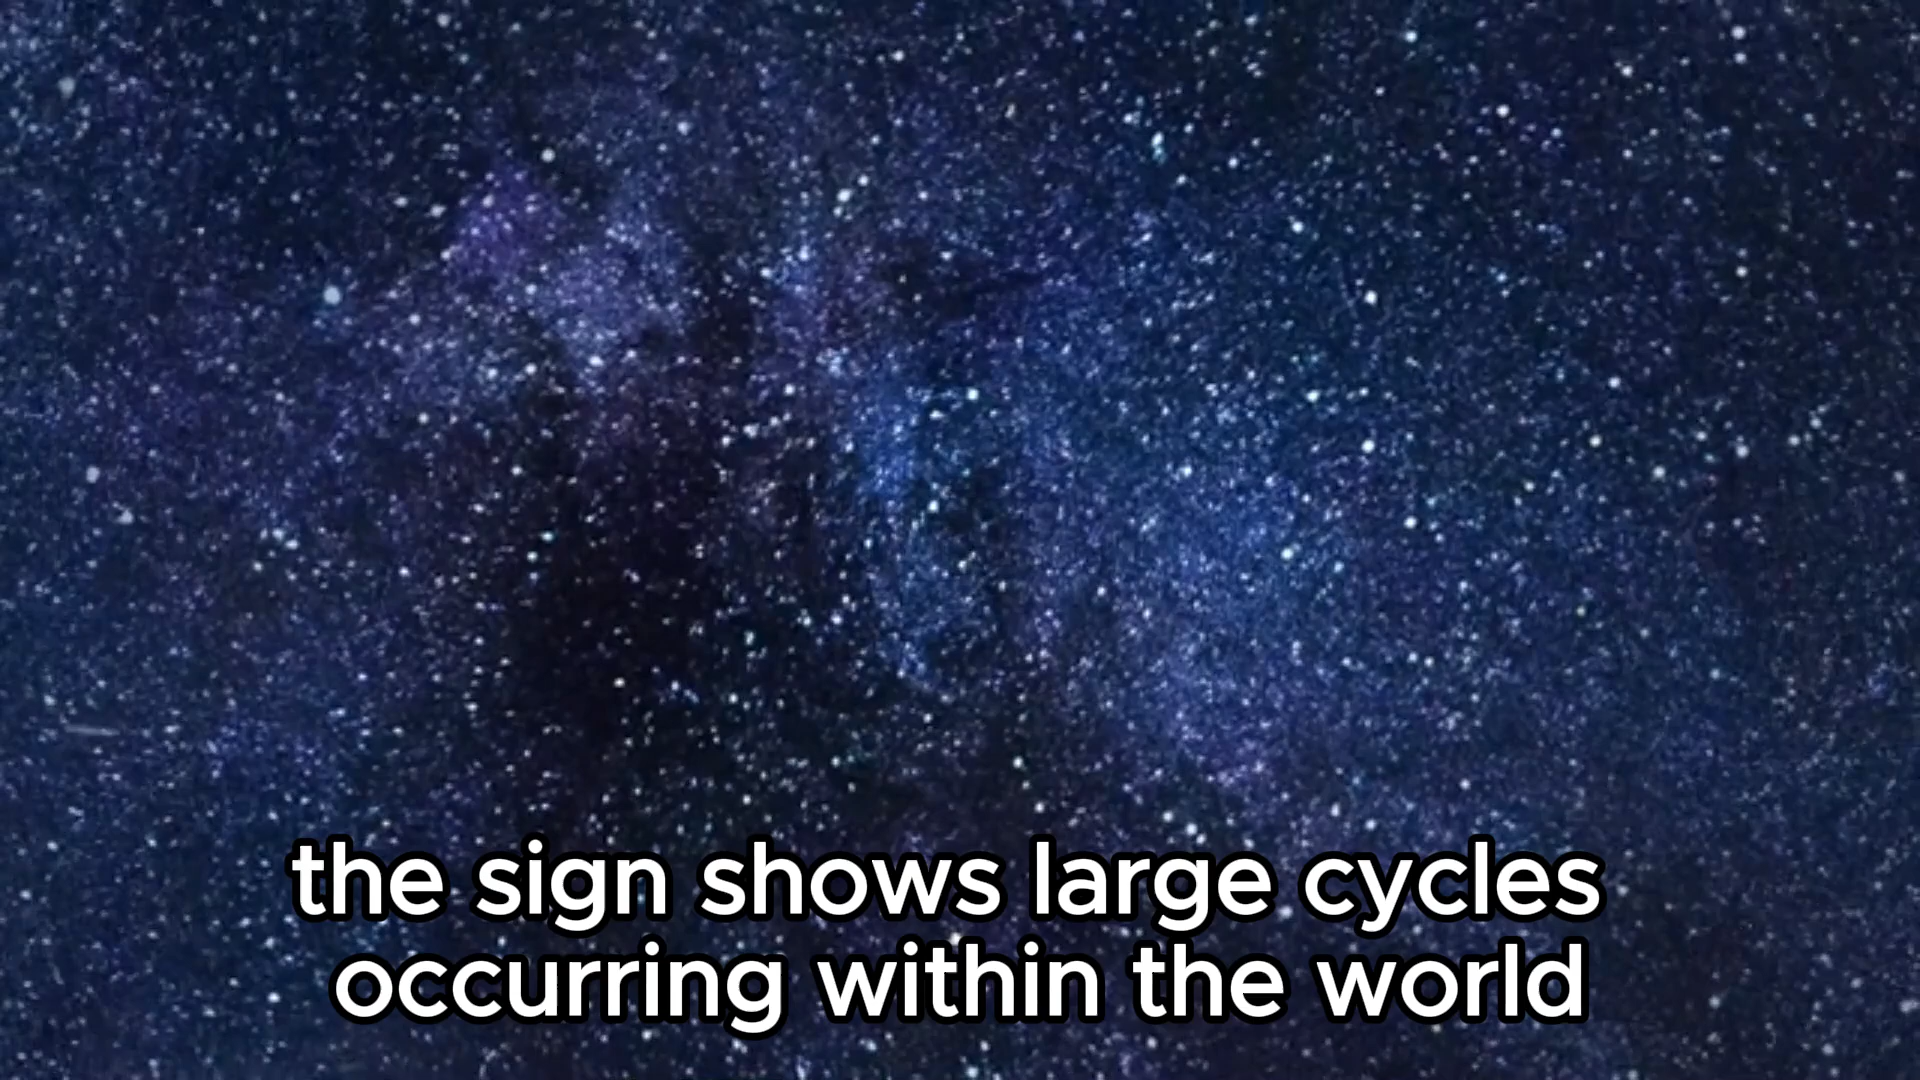 the sign shows large cycles
occurring within the world